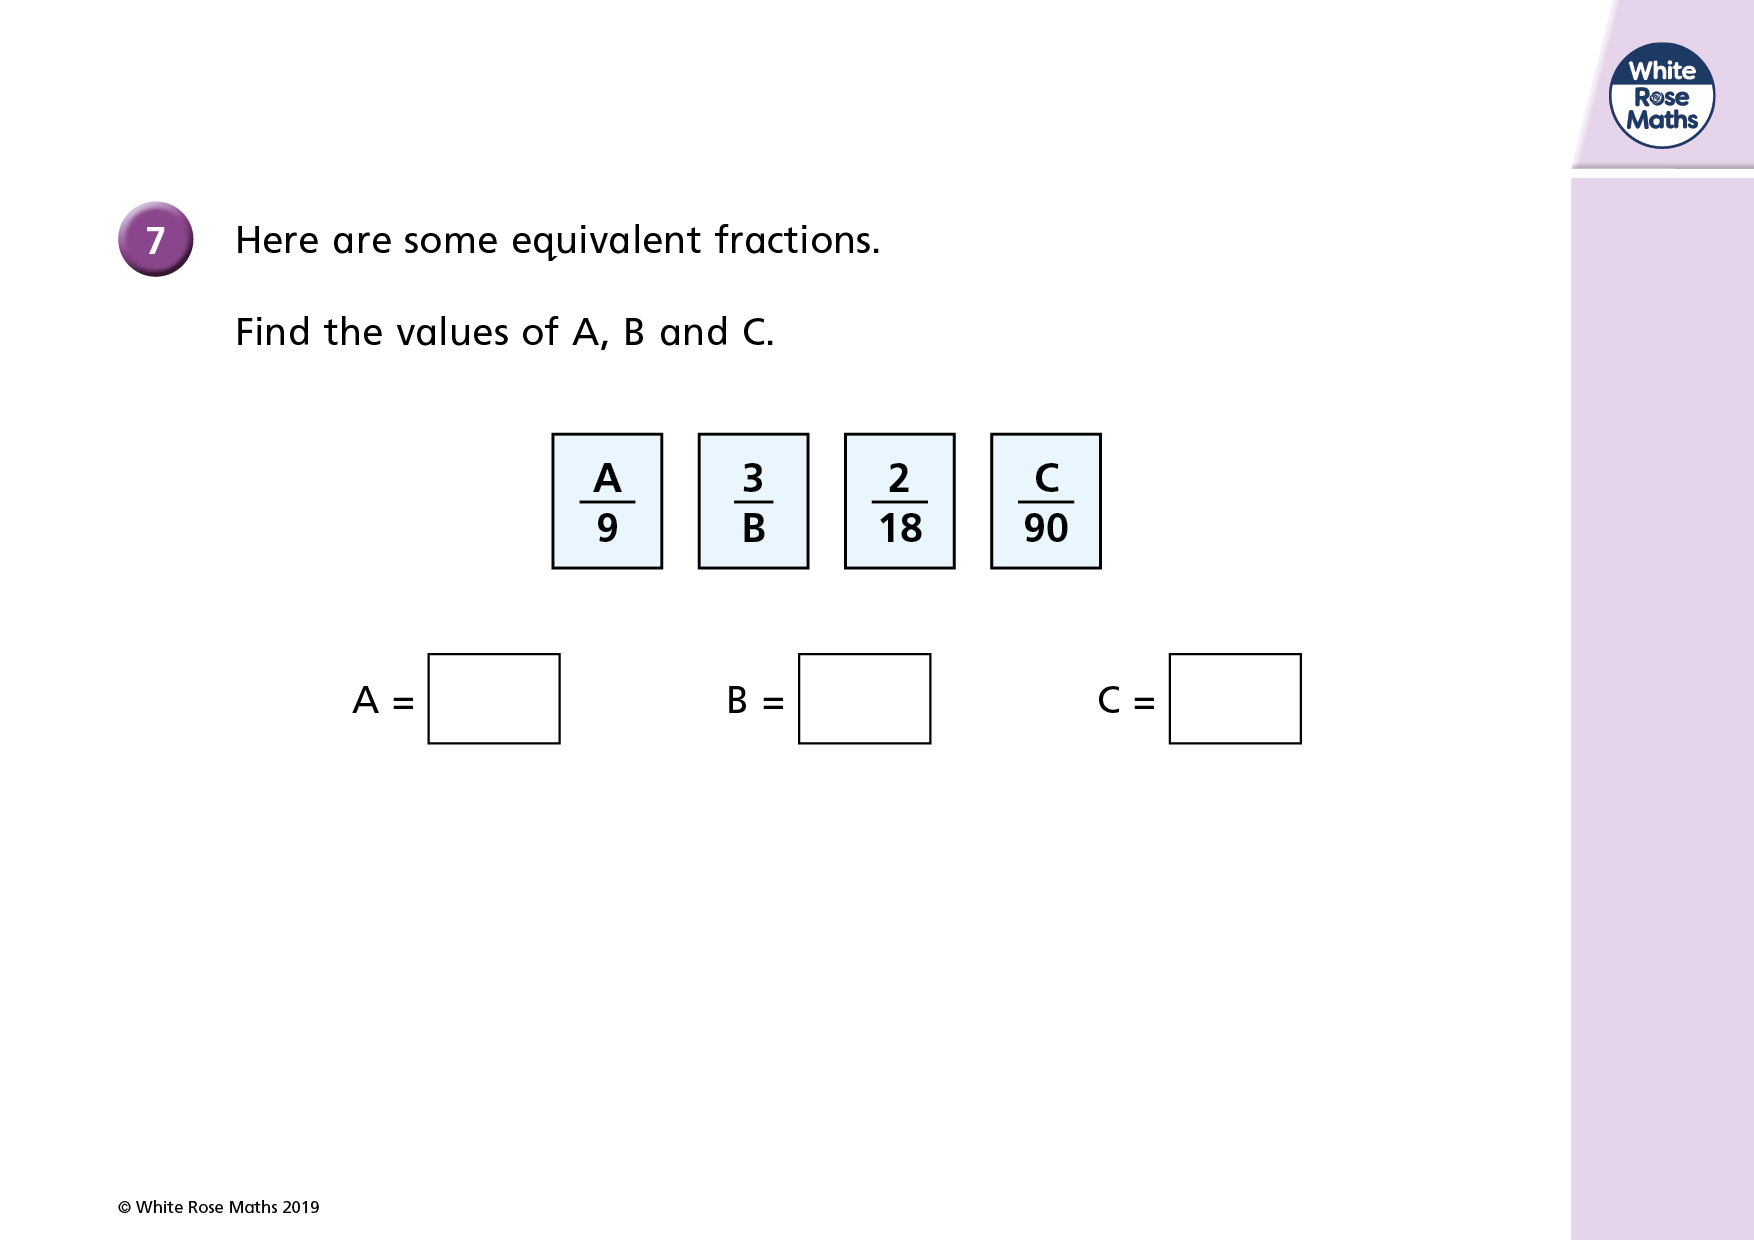 White
Rose
Maths
7 Here are some equivalent fractions.
Find the values of A, B and C.
A 3 2 C
9 B 18 90
A = B = C =
© White Rose Maths 2019